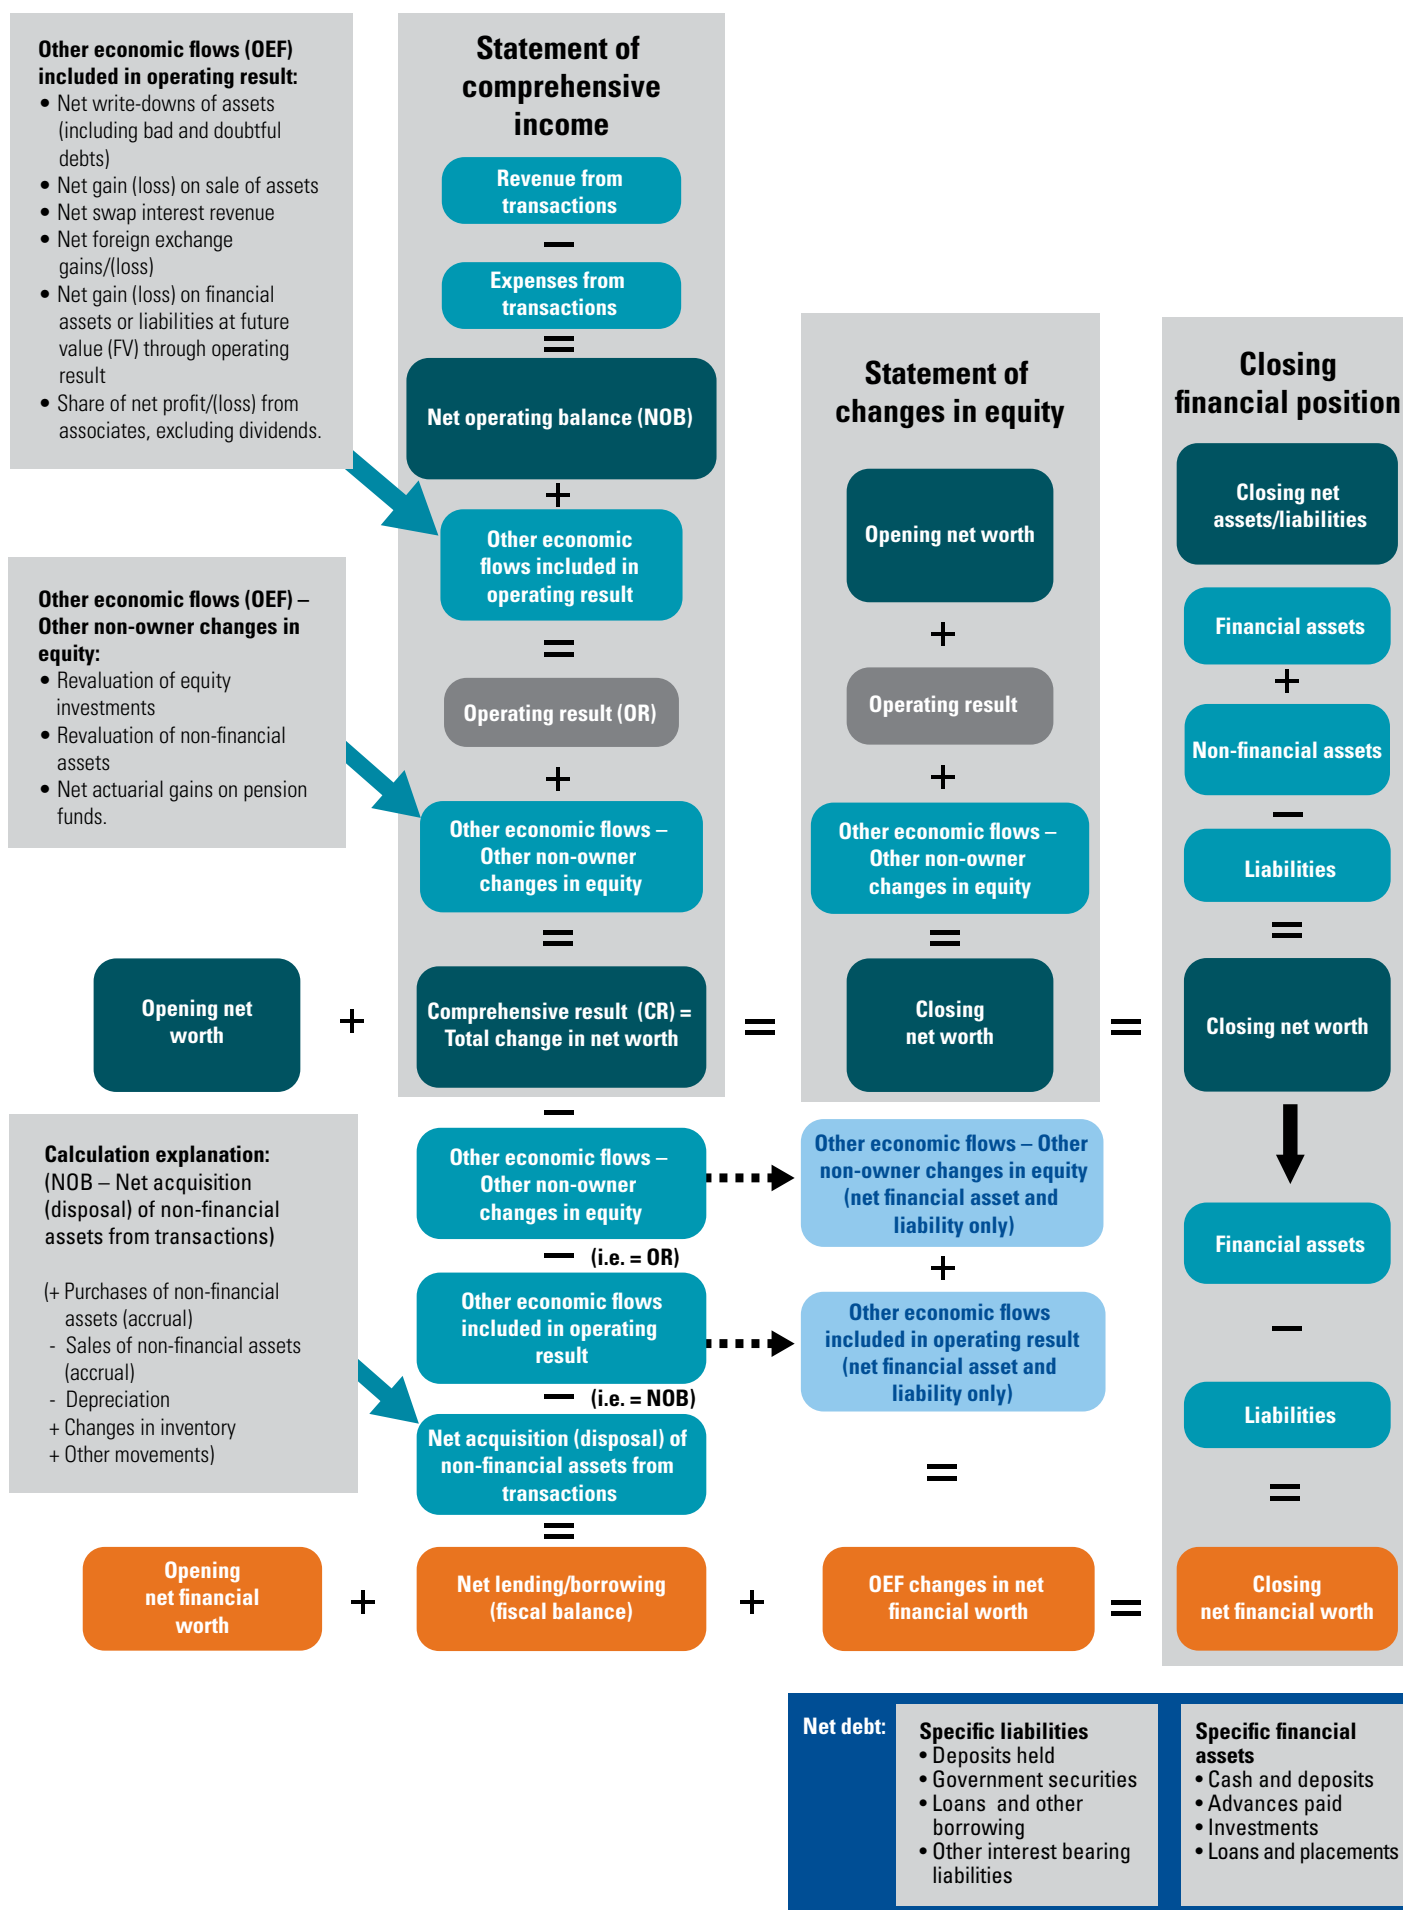 Other economic flows (OEF)
included in operating result:
• Net write-downs of assets
(including bad and doubtful
debts)
• Net gain (loss) on sale of assets
• Net swap interest revenue
• Net foreign exchange
gains/(loss)
• Net gain (loss) on financial
assets or liabilities at future
value (FV) through operating
result
• Share of net profit/(loss) from
associates, excluding dividends.
Other economic flows (OEF) –
Other non-owner changes in
equity:
• Revaluation of equity
investments
• Revaluation of non-financial
assets
• Net actuarial gains on pension
funds.
Statement of
comprehensive
income
Revenue from
transactions
–
Expenses from
transactions
=
Net operating balance (NOB)
+
Other economic
flows included in
operating result
=
Operating result (OR)
+
Other economic flows –
Other non-owner
changes in equity
=
Statement of
changes in equity
Opening net worth
+
Operating result
+
Other economic flows –
Other non-owner
changes in equity
=
Closing
financial position
Closing net
assets/liabilities
Financial assets
+
Non-financial assets
–
Liabilities
=
Opening net
worth
+
Comprehensive result (CR) =
Total change in net worth
=
Closing
net worth
=
Closing net worth
Calculation explanation:
(NOB – Net acquisition
(disposal) of non-financial
assets from transactions)
(+ Purchases of non-financial
assets (accrual)
- Sales of non-financial assets
(accrual)
- Depreciation
+ Changes in inventory
+ Other movements)
–
Other economic flows –
Other non-owner
changes in equity
– (i.e. = OR)
Other economic flows
included in operating
result
– (i.e. = NOB)
Net acquisition (disposal) of
non-financial assets from
transactions
=
Other economic flows – Other
non-owner changes in equity
(net financial asset and
liability only)
+
Other economic flows
included in operating result
(net financial asset and
liability only)
=
Financial assets
–
Liabilities
=
Opening
net financial
worth
+
Net lending/borrowing
(fiscal balance)
+
OEF changes in net
financial worth
=
Closing
net financial worth
Net debt:
Specific liabilities
• Deposits held
• Government securities
• Loans and other
borrowing
• Other interest bearing
liabilities
Specific financial
assets
• Cash and deposits
• Advances paid
• Investments
• Loans and placements